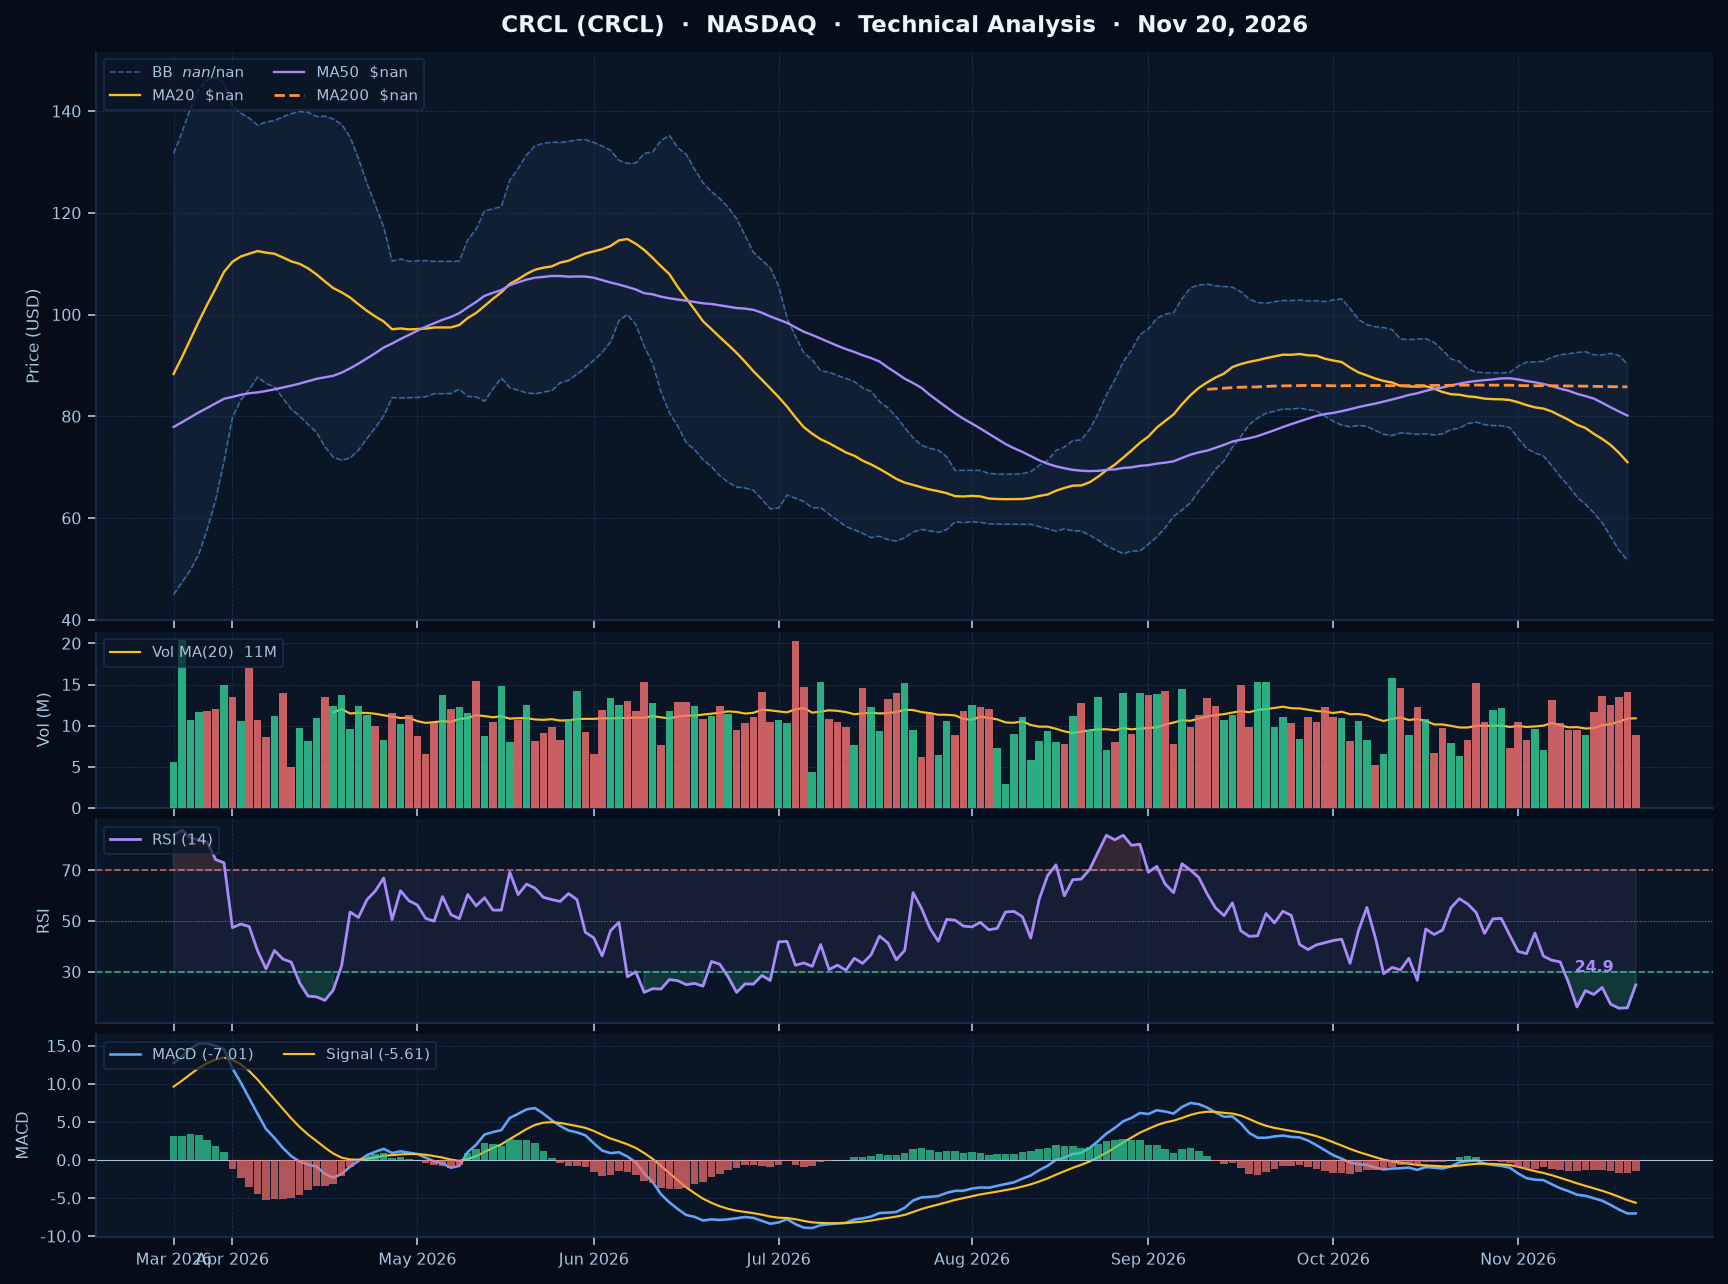 CRCL (CRCL)  ·  NASDAQ  ·  Technical Analysis  ·  Nov 20, 2026
BB  nan/nan
MA20  $nan
MA50  $nan
MA200  $nan
Price (USD)
140
120
100
80
60
40
Vol MA(20)  11M
Vol (M)
20
15
10
5
0
RSI (14)
RSI
70
50
30
24.9
MACD (-7.01)
Signal (-5.61)
MACD
15.0
10.0
5.0
0.0
-5.0
-10.0
Mar 2026
Apr 2026
May 2026
Jun 2026
Jul 2026
Aug 2026
Sep 2026
Oct 2026
Nov 2026